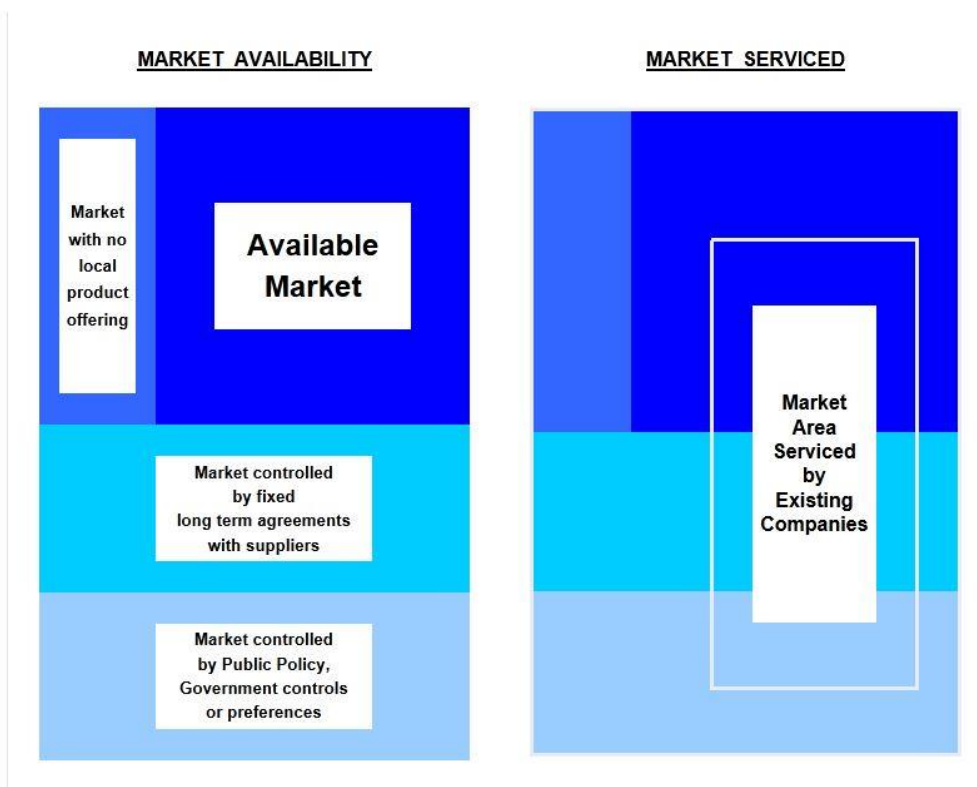 MARKET AVAILABILITY
Market
with no
local
product
offering
Available
Market
Market controlled
by fixed
long term agreements
with suppliers
Market controlled
by Public Policy,
Government controls
or preferences
MARKET SERVICED
Market
Area
Serviced
by
Existing
Companies